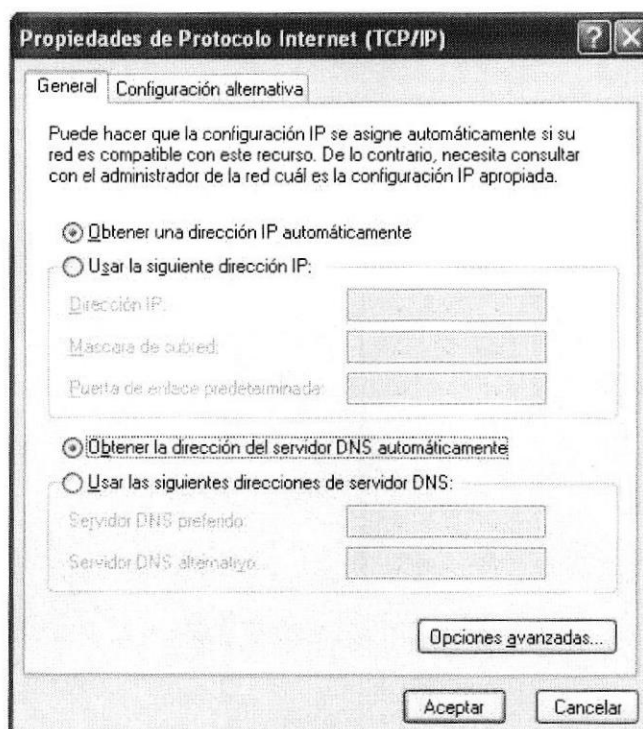 Propiedades de Protocolo Internet (TCP/IP)
General
Configuración alternativa
Puede hacer que la configuración IP se asigne automáticamente si su
red es compatible con este recurso. De lo contrario, necesita consultar
con el administrador de la red cuál es la configuración IP apropiada.
Obtener una dirección IP automáticamente
Usar la siguiente dirección IP:
Dirección IP:
Máscara de subred:
Puerta de enlace predeterminada:
Obtener la dirección del servidor DNS automáticamente
Usar las siguientes direcciones de servidor DNS:
Servidor DNS preferido:
Servidor DNS alternativo:
Opciones avanzadas...
Aceptar
Cancelar